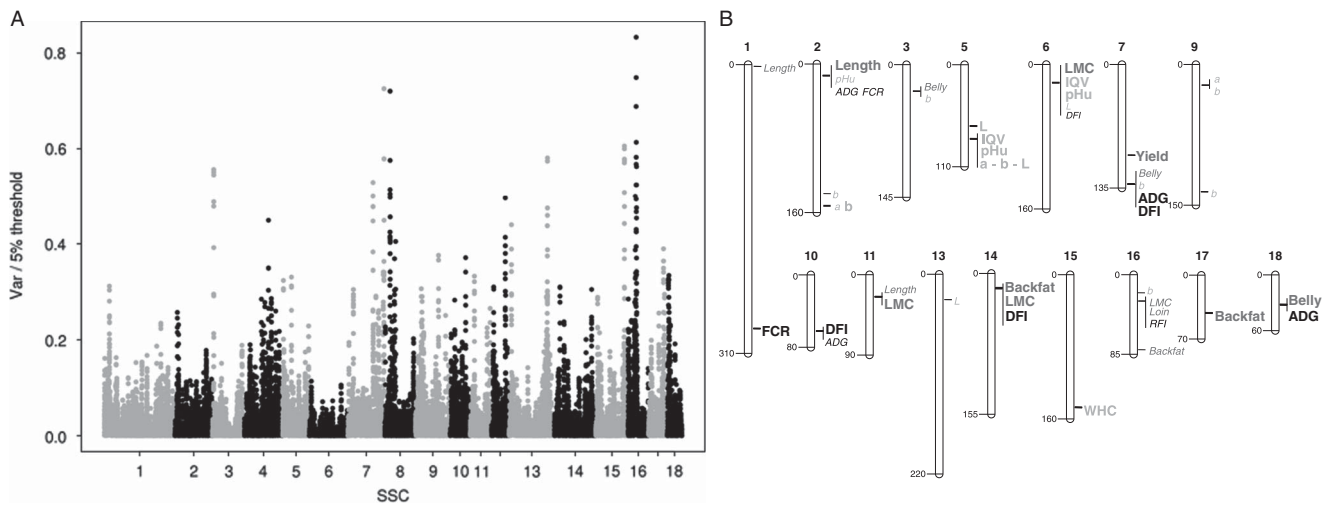 A
B
0.8
0.6
0.4
0.2
0.0
Var / 5% threshold
1 2 3 4 5 6 7 8 9 10 11 13 14 15 16 18
SSC
1 2 3 5 6 7 9
0 Length
FCR
310
0 Length
pHu
ADG FCR
b
a b
160
0 Belly
b
145
0
L
IQV
pHu
a - b - L
110
0 LMC
IQV
pHu
L
DFI
160
0
Yield
Belly
b
ADG
DFI
135
0 a
b
b
150
10 11 13 14 15 16 17 18
0
DFI
ADG
80
0 Length
LMC
90
0
L
220
0 Backfat
LMC
DFI
155
0
WHC
160
0
b
LMC
Loin
RFI
Backfat
85
0
Backfat
70
0
Belly
ADG
60